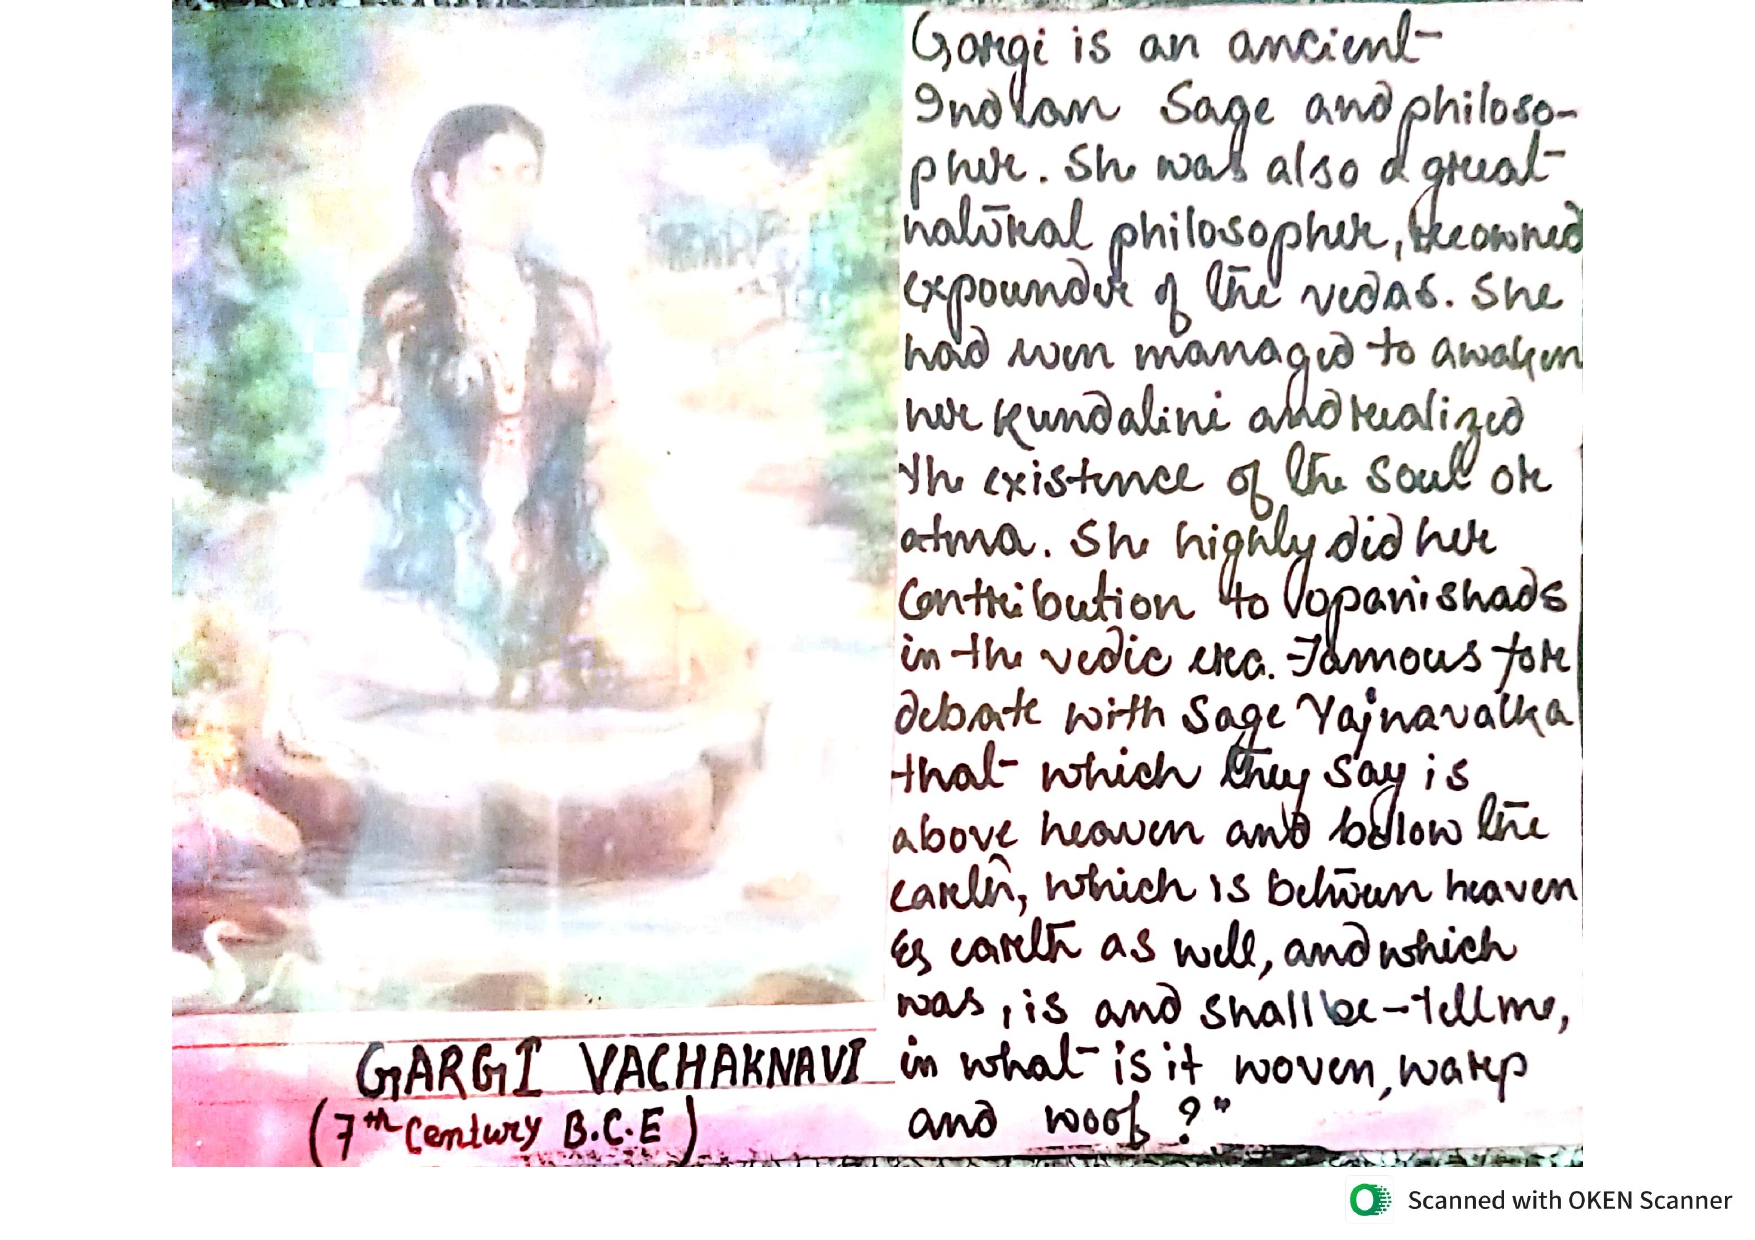 Gargi is an ancient
Indian Sage and philoso-
pher. She was also a great
natural philosopher, reowned
expounder of the vedas. She
had even managed to awaken
her Kundalini and realized
the existence of the soul or
atma. She highly did her
Contribution to Uopanishads
in the vedic era. Famous for
debate with Sage Yajnavalka
that which they say is
above heaven and below the
earth, which is between heaven
& earth as well, and which
was, is and shall be - tell me,
in what is it woven, warp
and woof ?"
GARGI VACHAKNAVI
(7th Century B.C.E)
Scanned with OKEN Scanner